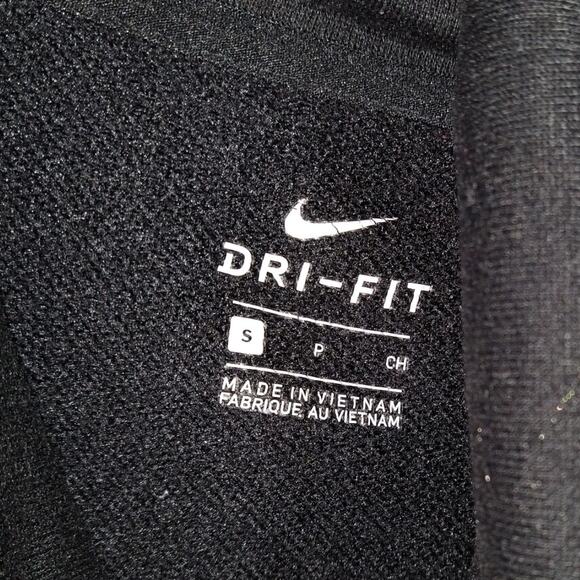 DRI-FIT
S P CH
MADE IN VIETNAM
FABRIQUE AU VIETNAM